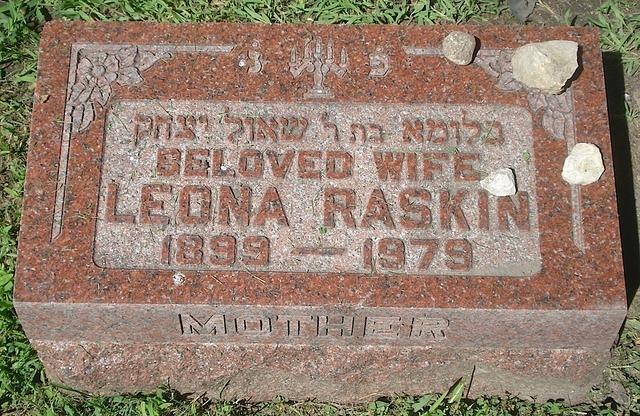 פ נ
בלומא בת ר' שאול יצחק
BELOVED WIFE
LEONA RASKIN
1899 — 1979
MOTHER